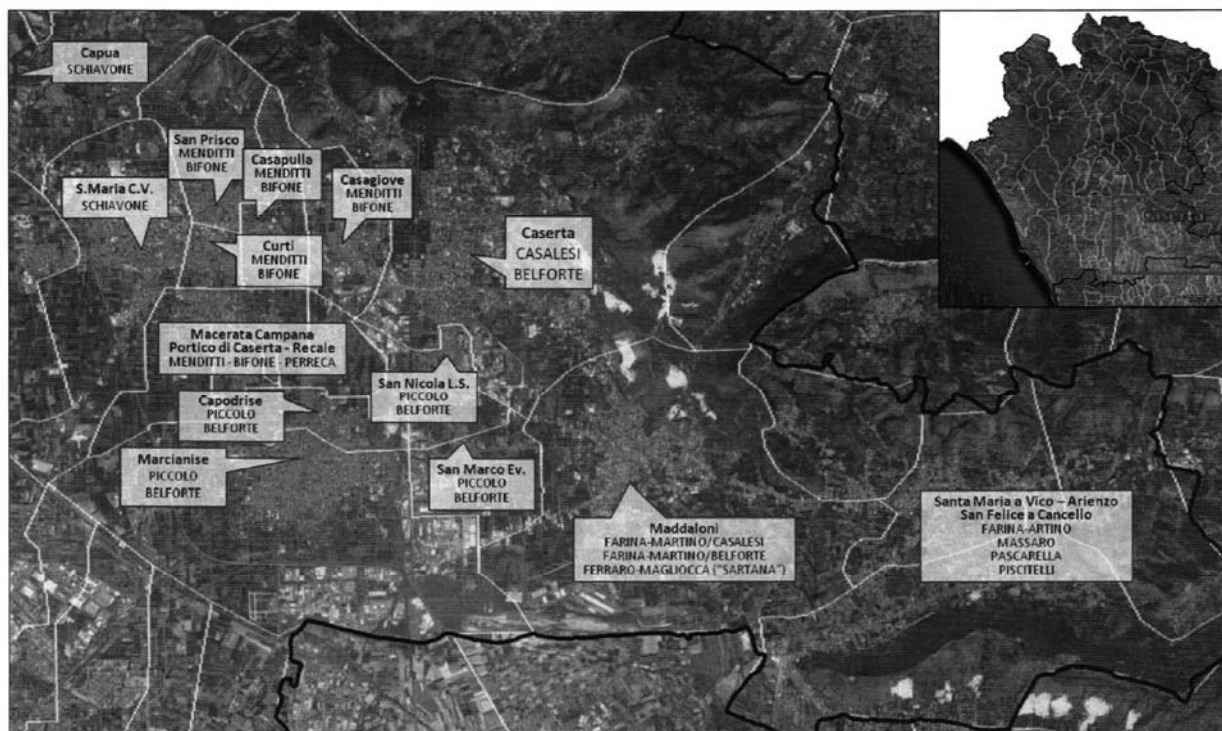 Capua
SCHIAVONE
San Prisco
MENDITTI
BIFONE
Casapulla
MENDITTI
BIFONE
Casagiove
MENDITTI
BIFONE
S.Maria C.V.
SCHIAVONE
Curti
MENDITTI
BIFONE
Caserta
CASALESI
BELFORTE
Caserta
Macerata Campana
Portico di Caserta - Recale
MENDITTI - BIFONE - PERRECA
San Nicola L.S.
PICCOLO
BELFORTE
Capodrise
PICCOLO
BELFORTE
Marcianise
PICCOLO
BELFORTE
San Marco Ev.
PICCOLO
BELFORTE
Maddaloni
FARINA-MARTINO/CASALESI
FARINA-MARTINO/BELFORTE
FERRARO-MAGLIOCCA ("SARTANA")
Santa Maria a Vico – Arienzo
San Felice a Cancello
FARINA-ARTINO
MASSARO
PASCARELLA
PISCITELLI